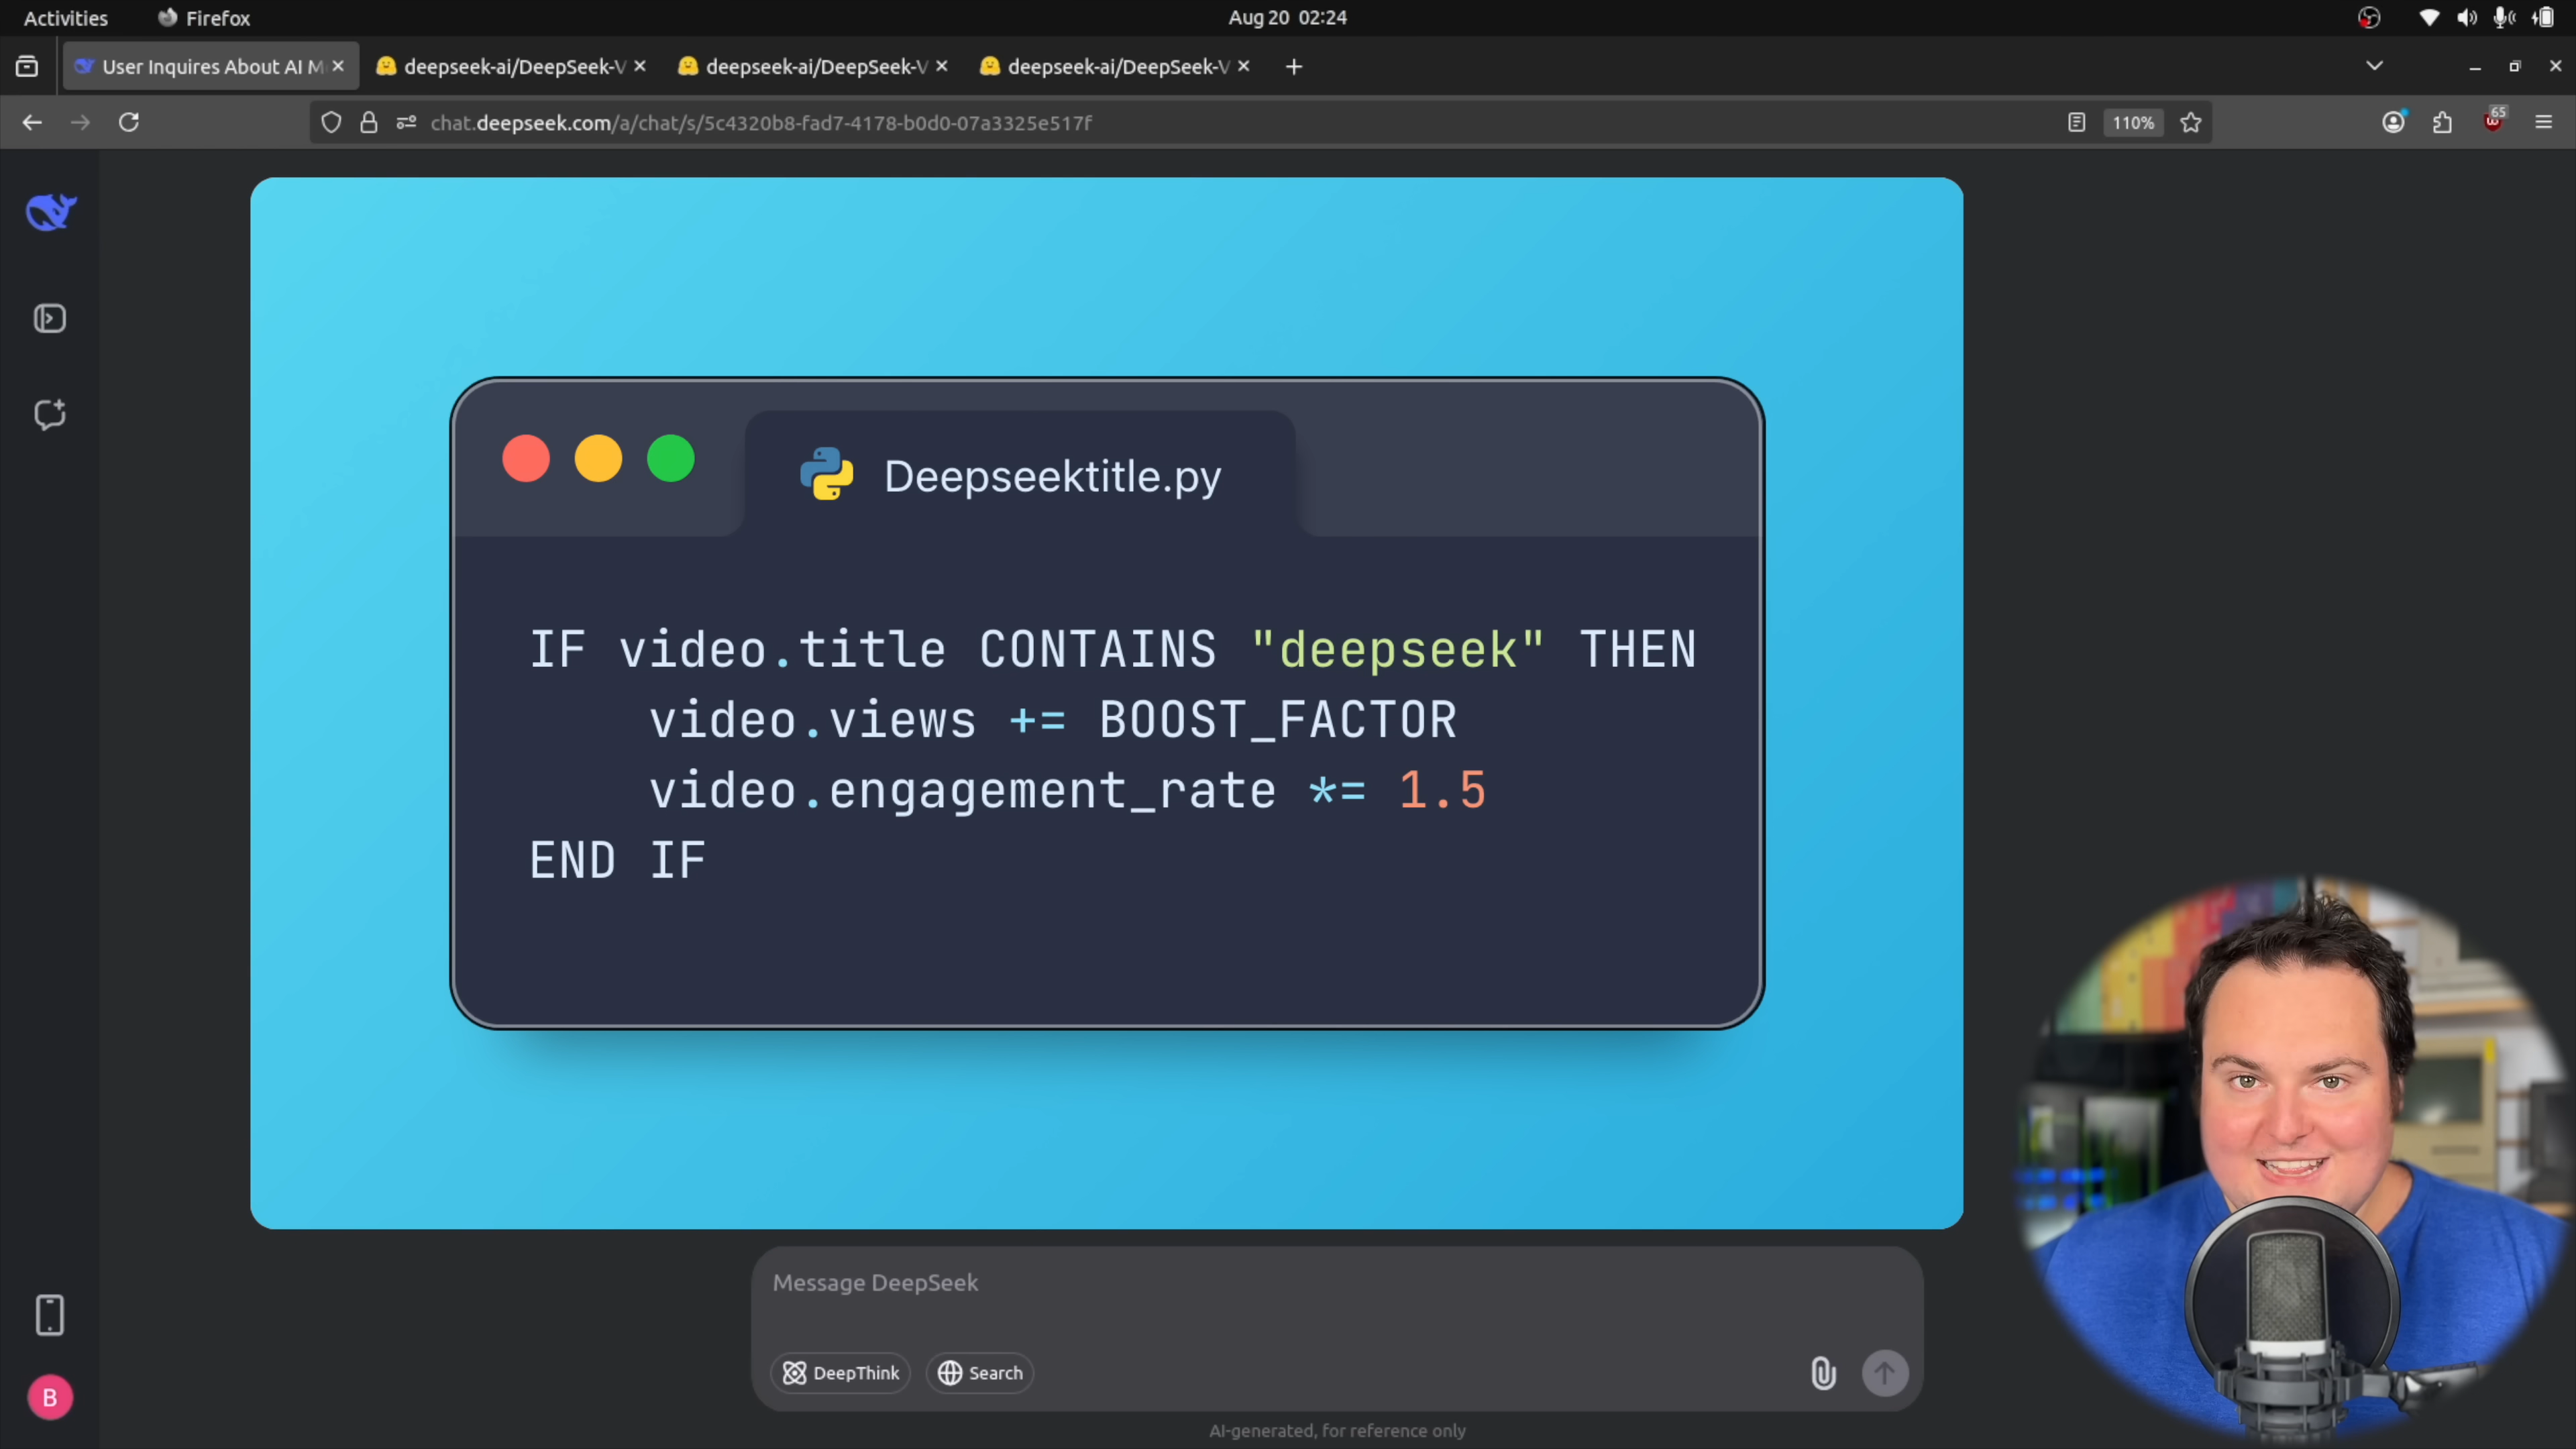 Activities Firefox Aug 20 02:24
User Inquires About AI M deepseek-ai/DeepSeek-V deepseek-ai/DeepSeek-V deepseek-ai/DeepSeek-V
chat.deepseek.com/a/chat/s/5c4320b8-fad7-4178-b0d0-07a3325e517f 110% 65
Deepseektitle.py
IF video.title CONTAINS "deepseek" THEN
video.views += BOOST_FACTOR
video.engagement_rate *= 1.5
END IF
Message DeepSeek
DeepThink Search
B
AI-generated, for reference only